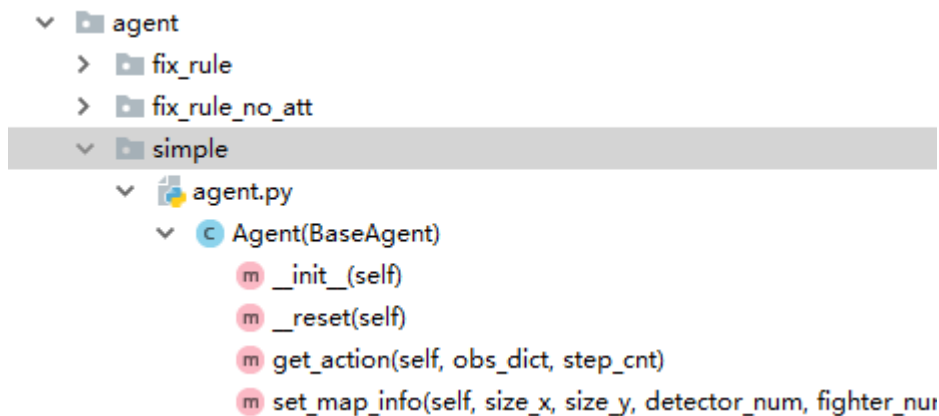 agent
fix_rule
fix_rule_no_att
simple
agent.py
C Agent(BaseAgent)
m __init__(self)
m __reset(self)
m get_action(self, obs_dict, step_cnt)
m set_map_info(self, size_x, size_y, detector_num,